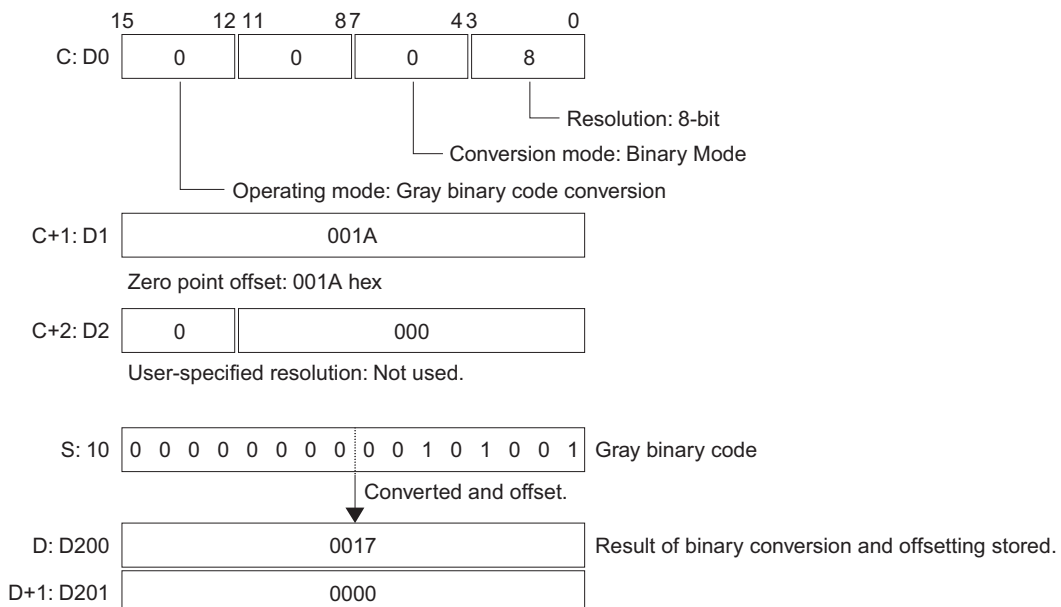 15 12 11 8 7 4 3 0
C: D0 0 0 0 8
Resolution: 8-bit
Conversion mode: Binary Mode
Operating mode: Gray binary code conversion
C+1: D1 001A
Zero point offset: 001A hex
C+2: D2 0 000
User-specified resolution: Not used.
S: 10 0 0 0 0 0 0 0 0 0 0 1 0 1 0 0 1 Gray binary code
Converted and offset.
D: D200 0017 Result of binary conversion and offsetting stored.
D+1: D201 0000